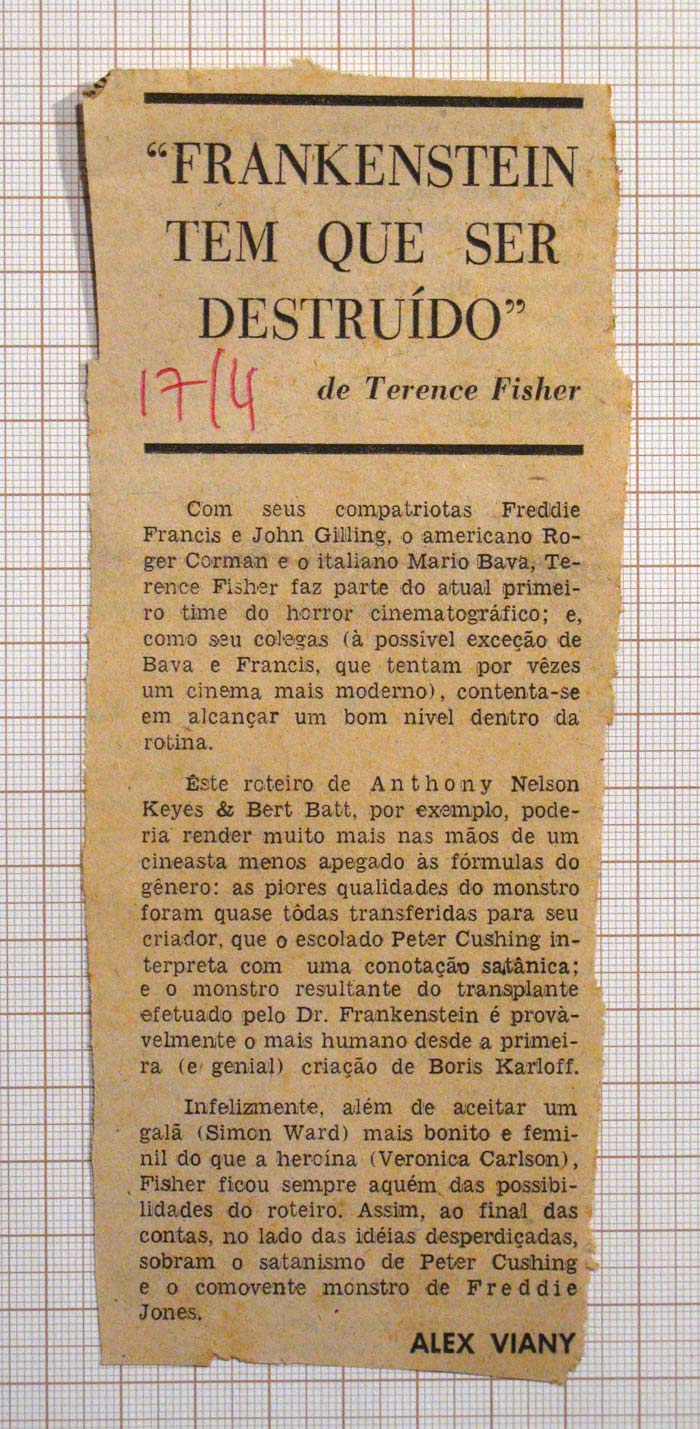 “FRANKENSTEIN
TEM QUE SER
DESTRUÍDO”
17/4
de Terence Fisher
Com seus compatriotas Freddie
Francis e John Gilling, o americano Ro-
ger Corman e o italiano Mario Bava, Te-
rence Fisher faz parte do atual primei-
ro time do horror cinematográfico; e,
como seu colegas (à possível exceção de
Bava e Francis, que tentam por vêzes
um cinema mais moderno), contenta-se
em alcançar um bom nível dentro da
rotina.
Êste roteiro de Anthony Nelson
Keyes & Bert Batt, por exemplo, pode-
ria render muito mais nas mãos de um
cineasta menos apegado às fórmulas do
gênero: as piores qualidades do monstro
foram quase tôdas transferidas para seu
criador, que o escolado Peter Cushing in-
terpreta com uma conotação satânica;
e o monstro resultante do transplante
efetuado pelo Dr. Frankenstein é provà-
velmente o mais humano desde a primei-
ra (e genial) criação de Boris Karloff.
Infelizmente, além de aceitar um
galã (Simon Ward) mais bonito e femi-
nil do que a heroína (Veronica Carlson),
Fisher ficou sempre aquém das possibi-
lidades do roteiro. Assim, ao final das
contas, no lado das idéias desperdiçadas,
sobram o satanismo de Peter Cushing
e o comovente monstro de Freddie
Jones.
ALEX VIANY